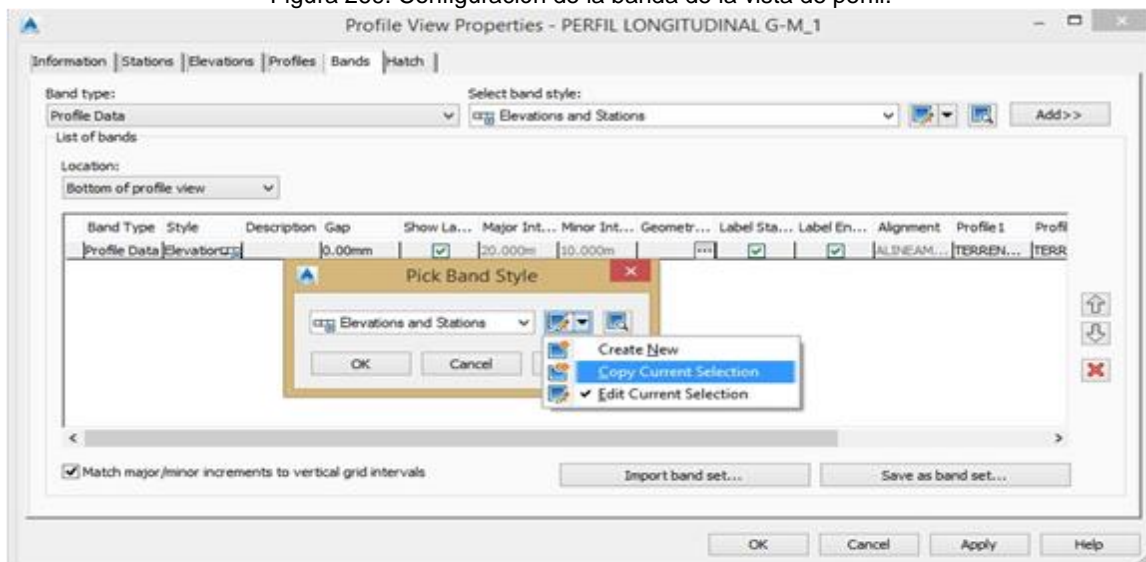 Figura 200. Configuración de la banda de la vista de perfil.
Profile View Properties - PERFIL LONGITUDINAL G-M_1
Information Stations Elevations Profiles Bands Hatch
Band type: Select band style:
Profile Data Elevations and Stations Add>>
List of bands
Location:
Bottom of profile view
Band Type Style Description Gap Show La... Major Int... Minor Int... Geometr... Label Sta... Label En... Alignment Profile1 Profil
Profile Data Elevation 0.00mm 20.000m 10.000m ... ALINEAM... TERREN... TERR
Pick Band Style
Elevations and Stations
OK Cancel
Create New
Copy Current Selection
Edit Current Selection
Match major/minor increments to vertical grid intervals Import band set... Save as band set...
OK Cancel Apply Help